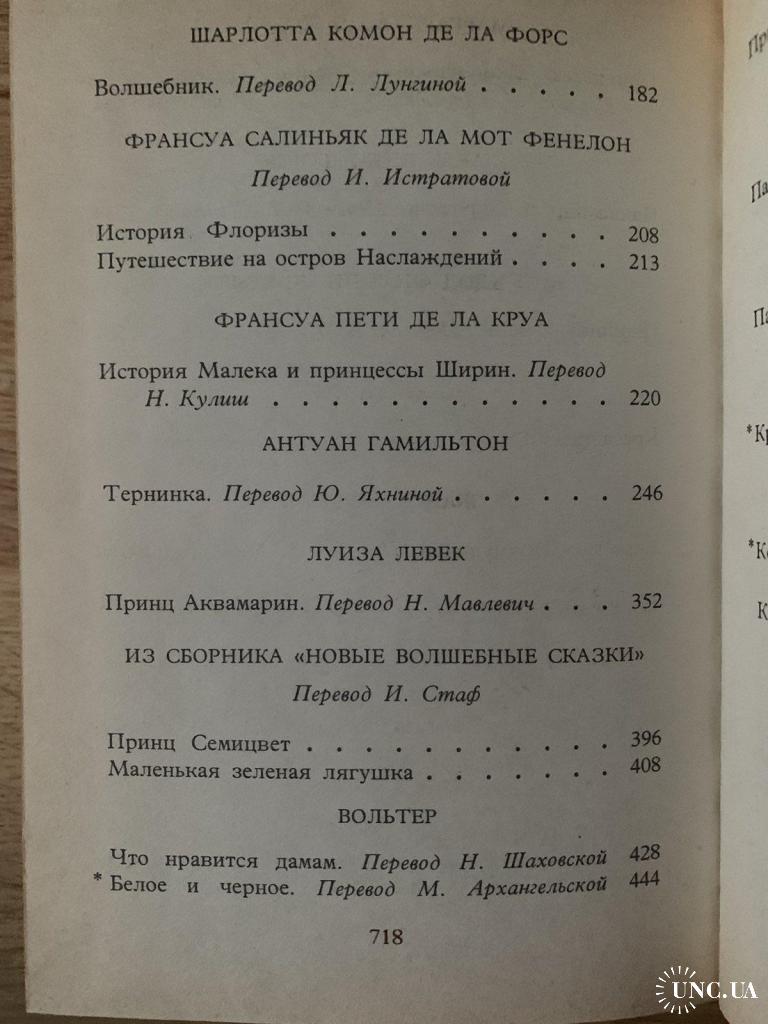 ШАРЛОТТА КОМОН ДЕ ЛА ФОРС
Волшебник. Перевод Л. Лунгиной . . . . . 182
ФРАНСУА САЛИНЬЯК ДЕ ЛА МОТ ФЕНЕЛОН
Перевод И. Истратовой
История Флоризы . . . . . . . . . . 208
Путешествие на остров Наслаждений . . . . 213
ФРАНСУА ПЕТИ ДЕ ЛА КРУА
История Малека и принцессы Ширин. Перевод
Н. Кулиш . . . . . . . . . . . . 220
АНТУАН ГАМИЛЬТОН
Тернинка. Перевод Ю. Яхниной . . . . . . 246
ЛУИЗА ЛЕВЕК
Принц Аквамарин. Перевод Н. Мавлевич . . . 352
ИЗ СБОРНИКА «НОВЫЕ ВОЛШЕБНЫЕ СКАЗКИ»
Перевод И. Стаф
Принц Семицвет . . . . . . . . . . . 396
Маленькая зеленая лягушка . . . . . . . 408
ВОЛЬТЕР
Что нравится дамам. Перевод Н. Шаховской 428
* Белое и черное. Перевод М. Архангельской 444
718
UNC.UA